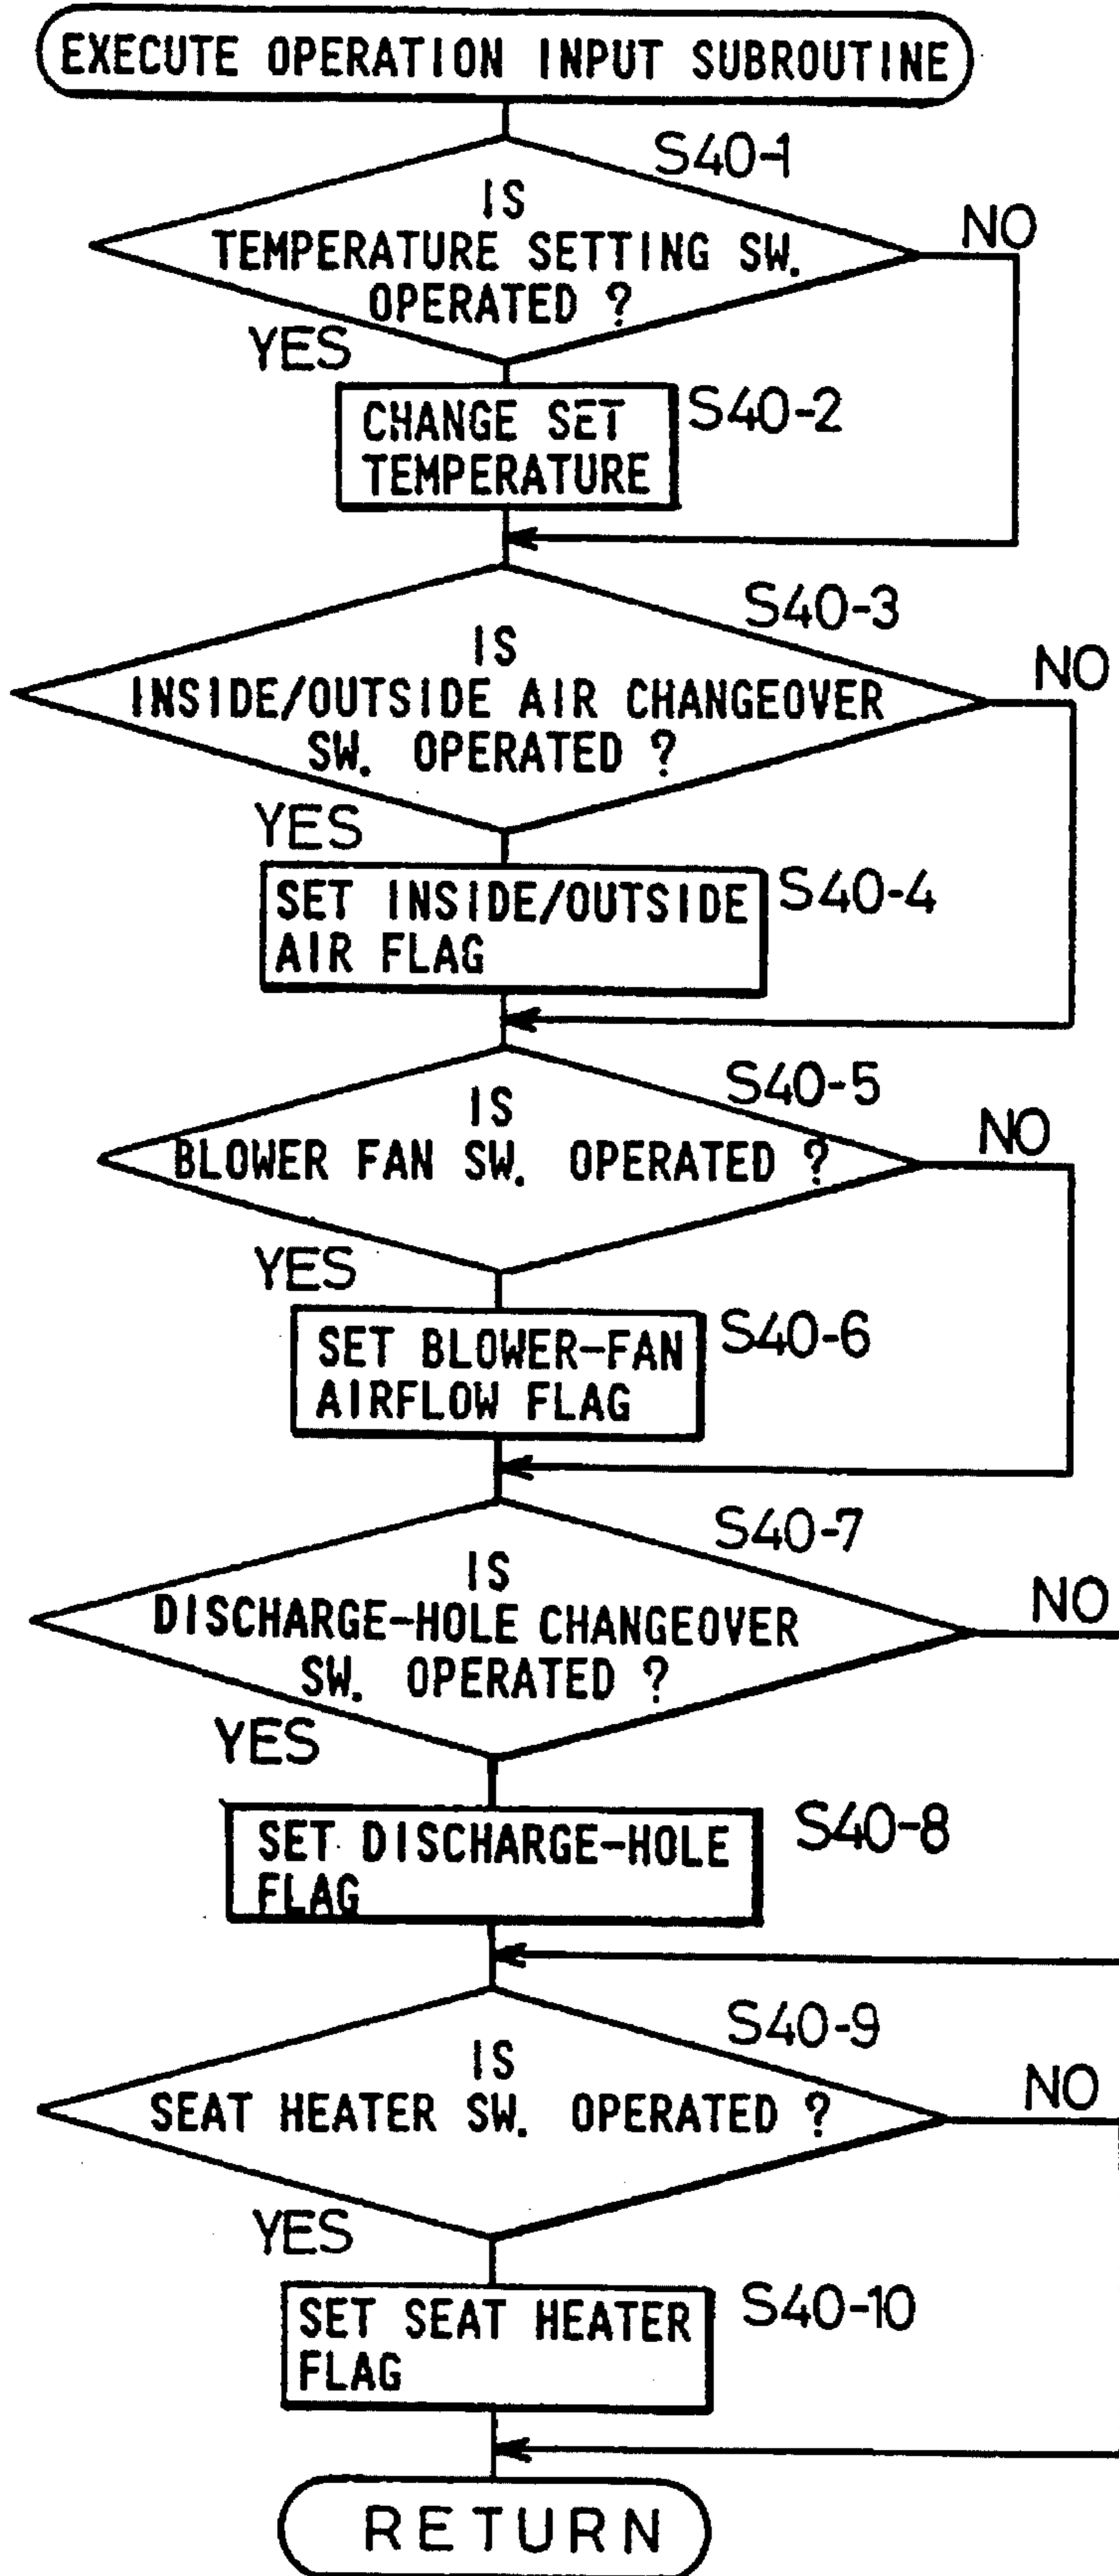 EXECUTE OPERATION INPUT SUBROUTINE
S40-1
IS
TEMPERATURE SETTING SW.
OPERATED ?
NO
YES
CHANGE SET
TEMPERATURE
S40-2
S40-3
IS
INSIDE/OUTSIDE AIR CHANGEOVER
SW. OPERATED ?
NO
YES
SET INSIDE/OUTSIDE
AIR FLAG
S40-4
S40-5
IS
BLOWER FAN SW. OPERATED ?
NO
YES
SET BLOWER-FAN
AIRFLOW FLAG
S40-6
S40-7
IS
DISCHARGE-HOLE CHANGEOVER
SW. OPERATED ?
NO
YES
SET DISCHARGE-HOLE
FLAG
S40-8
S40-9
IS
SEAT HEATER SW. OPERATED ?
NO
YES
SET SEAT HEATER
FLAG
S40-10
RETURN